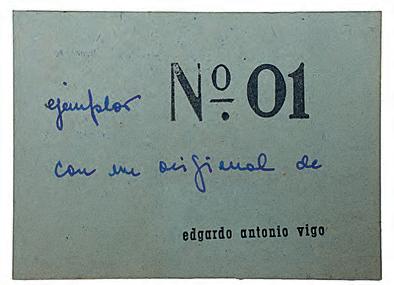 ejemplar Nº. 01
con un original de
edgardo antonio vigo